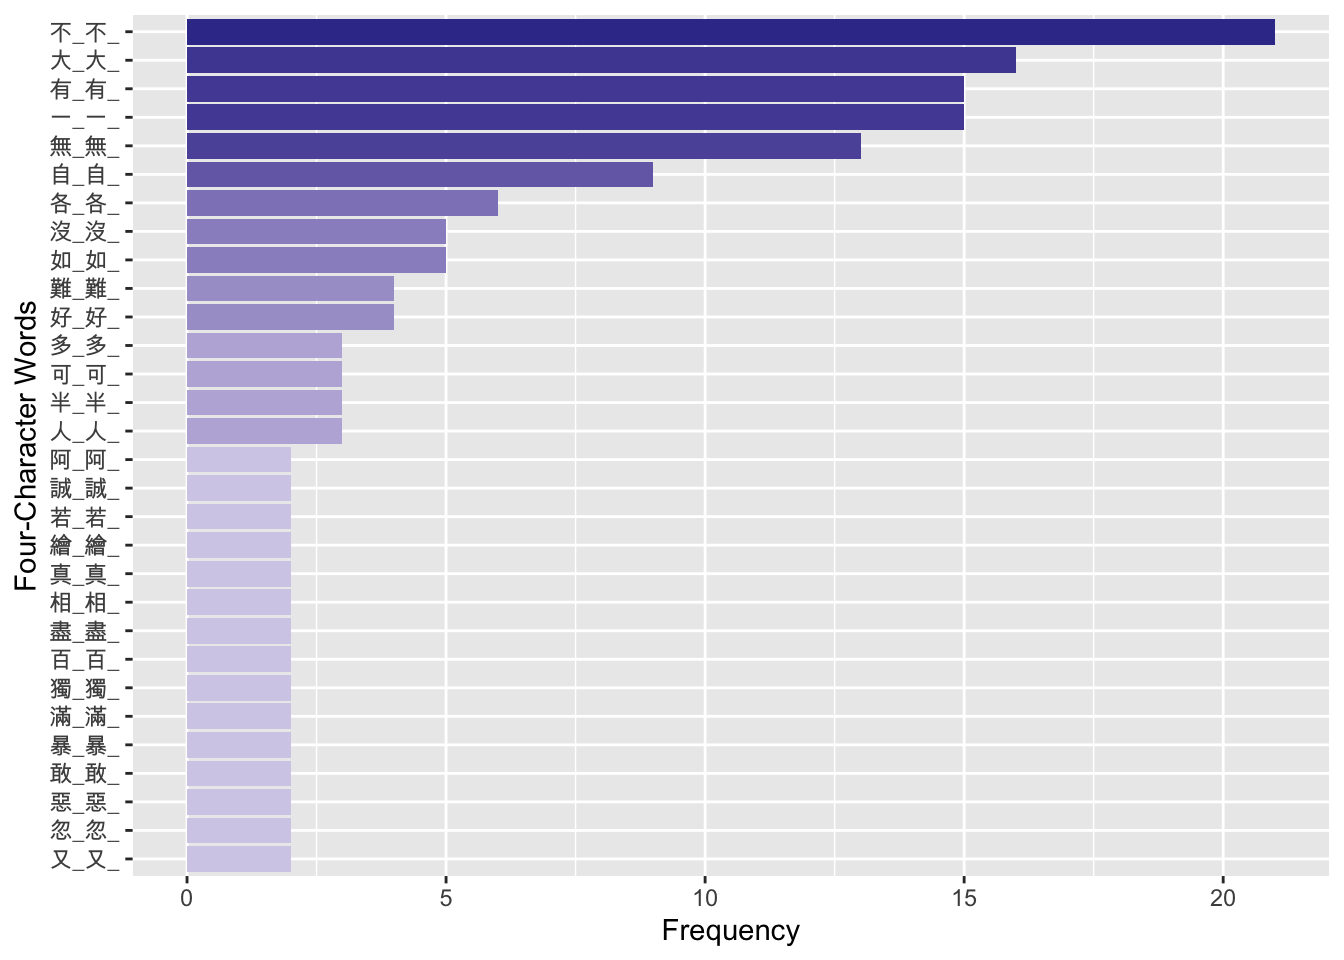 Four-Character Words
不_不_
大_大_
有_有_
一_一_
無_無_
自_自_
各_各_
沒_沒_
如_如_
難_難_
好_好_
多_多_
可_可_
半_半_
人_人_
阿_阿_
誠_誠_
若_若_
繪_繪_
真_真_
相_相_
盡_盡_
百_百_
獨_獨_
滿_滿_
暴_暴_
敢_敢_
惡_惡_
忽_忽_
又_又_
0 5 10 15 20
Frequency